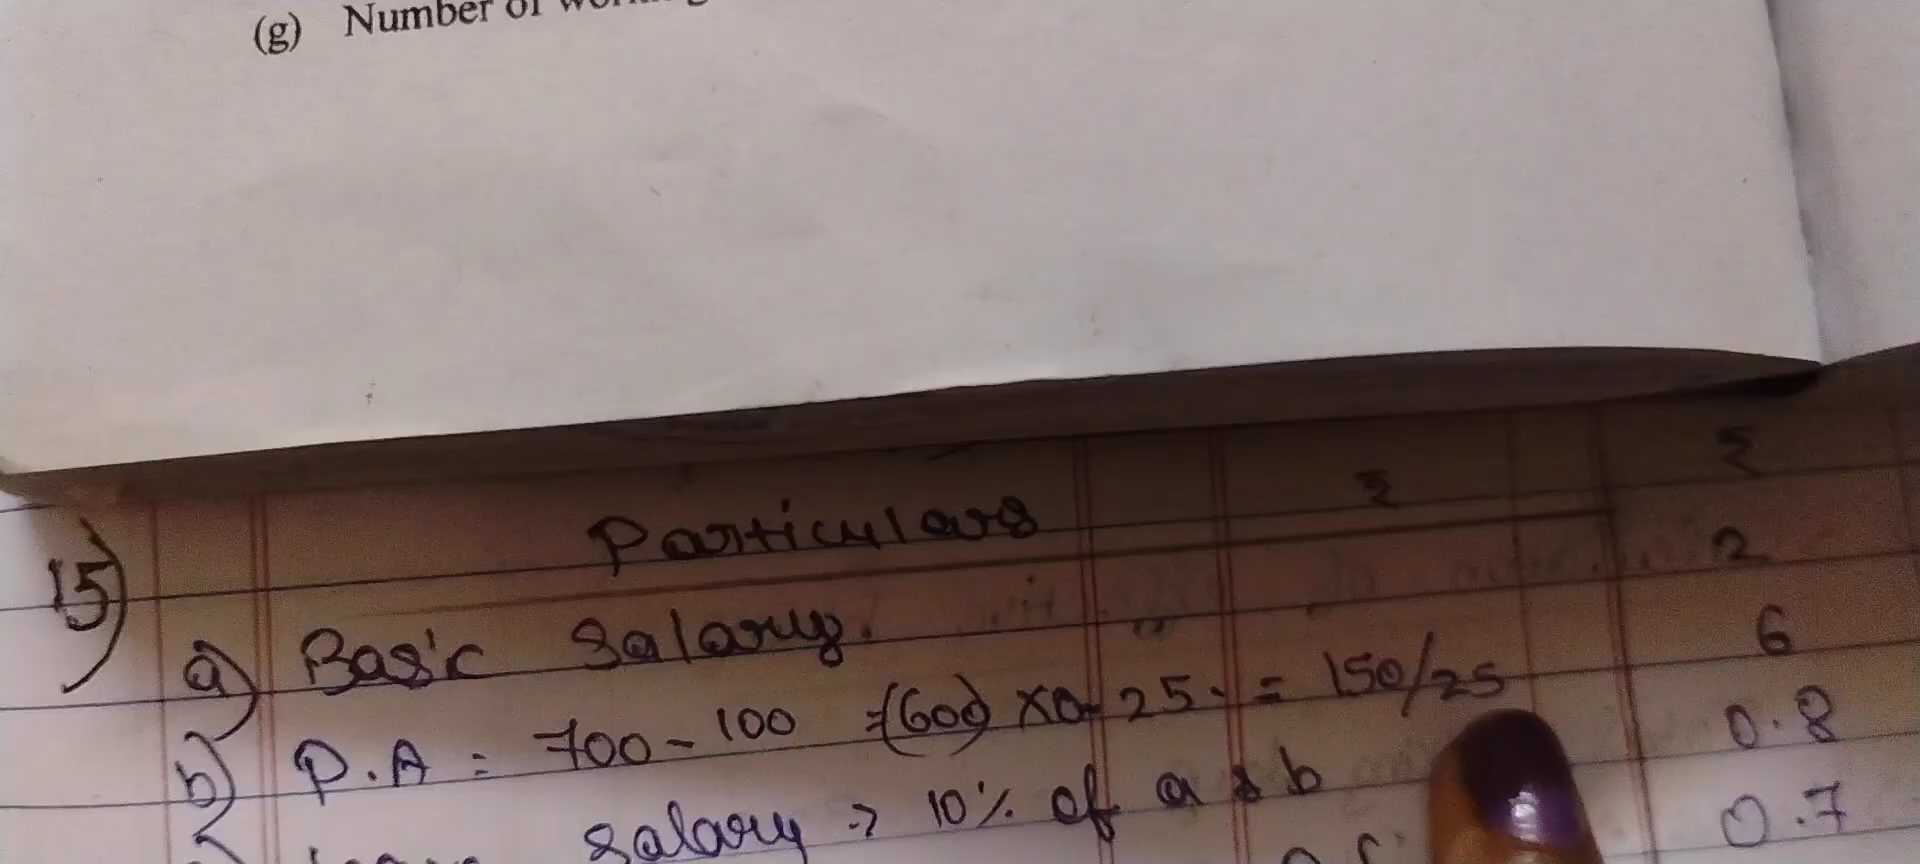 (g) Number of
₹ ₹
15) Particulars
a) Basic Salary. 2
b) D.A = 700 - 100 = (600) x 0.25. = 150/25 6
salary → 10% of a & b 0.8
0.7